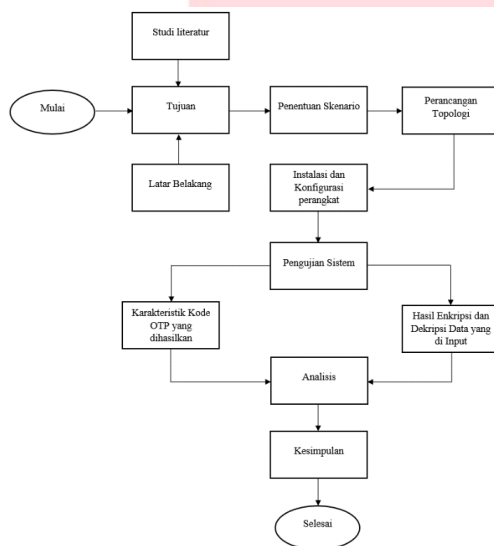 Studi literatur
Mulai
Tujuan
Penentuan Skenario
Perancangan
Topologi
Latar Belakang
Instalasi dan
Konfigurasi
perangkat
Pengujian Sistem
Karakteristik Kode
OTP yang
dihasilkan
Hasil Enkripsi dan
Dekripsi Data yang
di Input
Analisis
Kesimpulan
Selesai